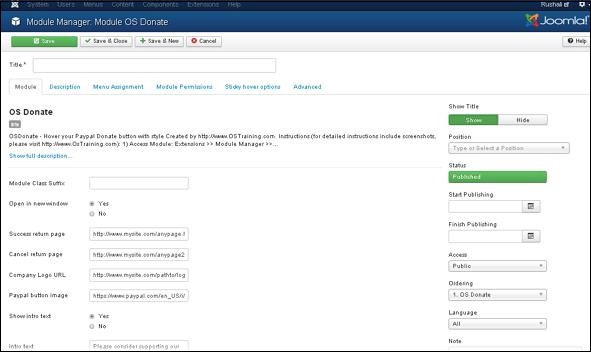 System Users Menus Content Components Extensions Help Rushali
Module Manager: Module OS Donate Joomla!
Save Save & Close Save & New Cancel Help
Title *
Module Description Menu Assignment Module Permissions Sticky hover options Advanced
OS Donate
Site
OSDonate - Hover your Paypal Donate button with style Created by http://www.OSTraining.com. Instructions (for detailed instructions include screenshots,
please visit http://www.OSTraining.com): 1) Access Module: Extensions >> Module Manager >>...
Show full description...
Module Class Suffix
Open in new window Yes
No
Success return page http://www.mysite.com/anypage.
Cancel return page http://www.mysite.com/anypage2
Company Logo URL http://www.mysite.com/pathto/log
Paypal button image https://www.paypal.com/en_US/i/
Show intro text Yes
No
Intro text Please consider supporting our
Show Title
Show Hide
Position
Type or Select a Position
Status
Published
Start Publishing
Finish Publishing
Access
Public
Ordering
1. OS Donate
Language
All
Note